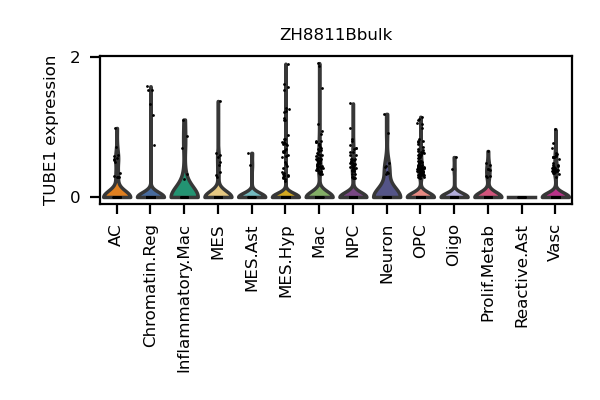 ZH8811Bbulk
TUBE1 expression
2
0
AC
Chromatin.Reg
Inflammatory.Mac
MES
MES.Ast
MES.Hyp
Mac
NPC
Neuron
OPC
Oligo
Prolif.Metab
Reactive.Ast
Vasc